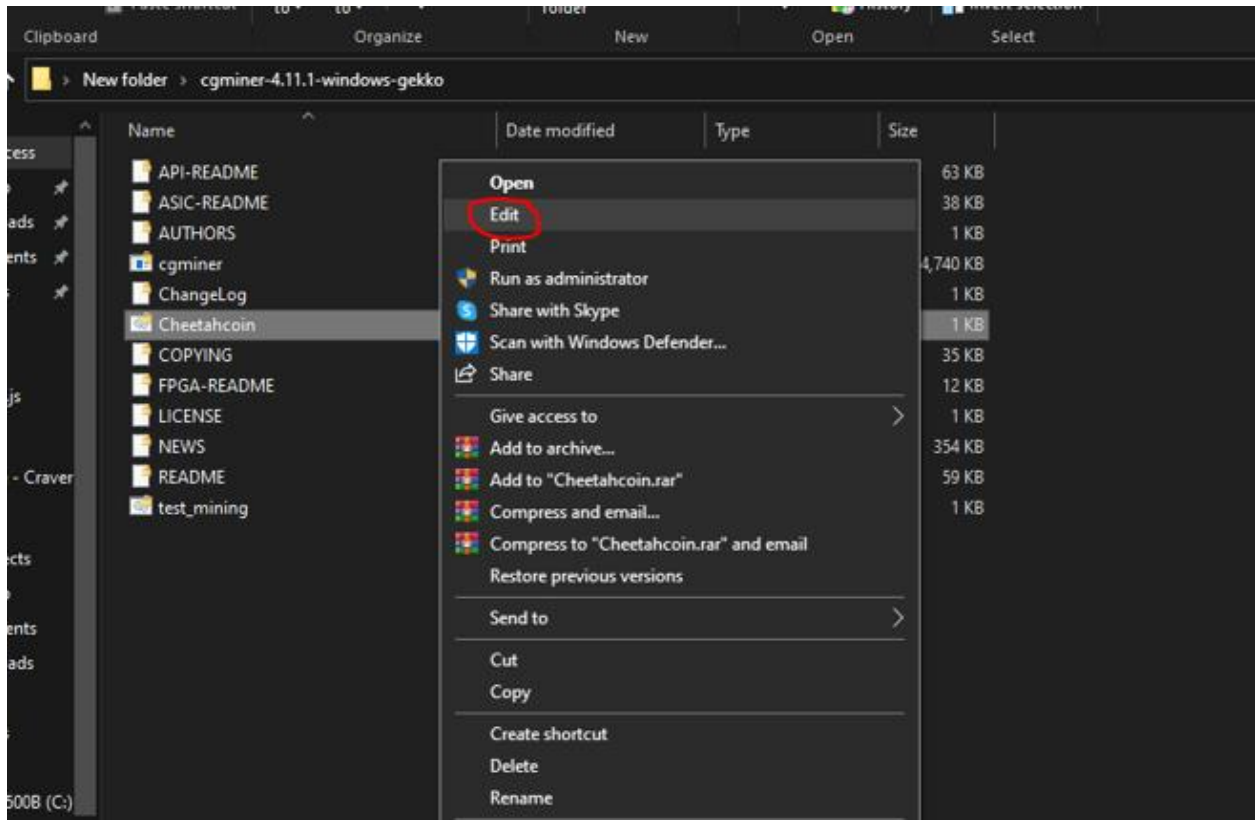 Clipboard Organize New Open Select
New folder > cgminer-4.11.1-windows-gekko
Name Date modified Type Size
API-README 63 KB
ASIC-README 38 KB
AUTHORS 1 KB
cgminer 4,740 KB
ChangeLog 1 KB
Cheetahcoin 1 KB
COPYING 35 KB
FPGA-README 12 KB
LICENSE 1 KB
NEWS 354 KB
README 59 KB
test_mining 1 KB
Open
Edit
Print
Run as administrator
Share with Skype
Scan with Windows Defender...
Share
Give access to
Add to archive...
Add to "Cheetahcoin.rar"
Compress and email...
Compress to "Cheetahcoin.rar" and email
Restore previous versions
Send to
Cut
Copy
Create shortcut
Delete
Rename
- Craver
(C:)